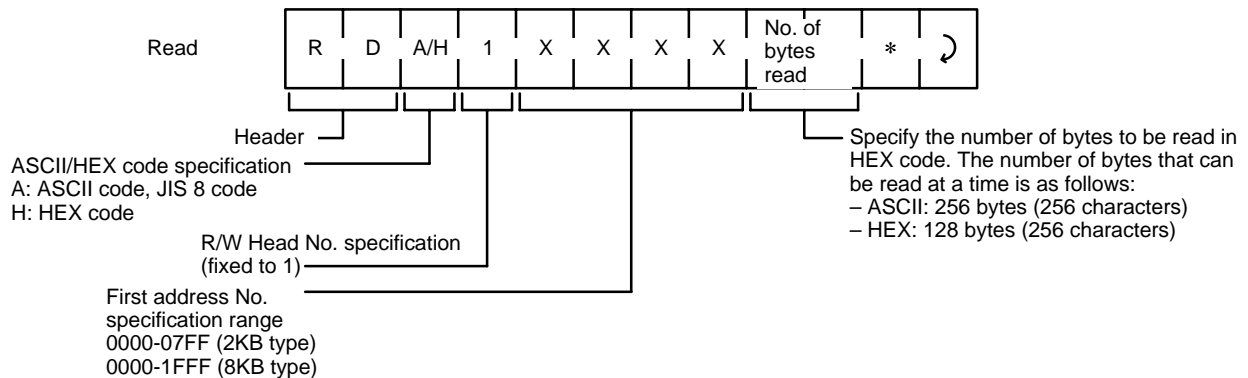 Read
R D A/H 1 X X X X No. of bytes read * ⤸
Header
ASCII/HEX code specification
A: ASCII code, JIS 8 code
H: HEX code
R/W Head No. specification
(fixed to 1)
First address No.
specification range
0000-07FF (2KB type)
0000-1FFF (8KB type)
Specify the number of bytes to be read in
HEX code. The number of bytes that can
be read at a time is as follows:
– ASCII: 256 bytes (256 characters)
– HEX: 128 bytes (256 characters)